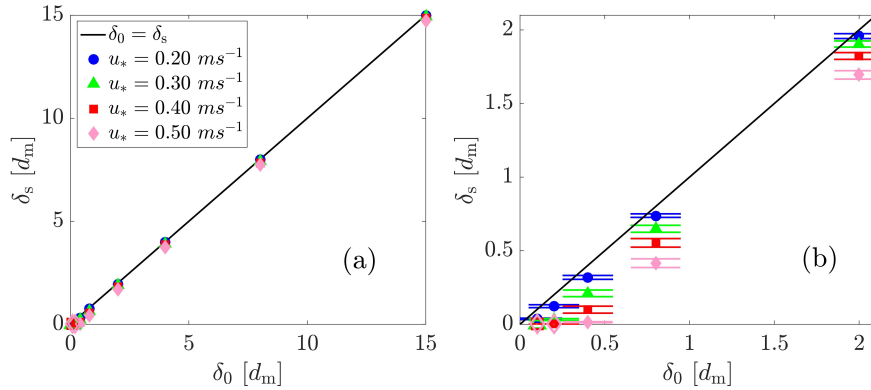 15
10
5
0
0
5
10
15
δ₀ = δₛ
u* = 0.20 ms⁻¹
u* = 0.30 ms⁻¹
u* = 0.40 ms⁻¹
u* = 0.50 ms⁻¹
(a)
δₛ [dₘ]
δ₀ [dₘ]
2
1.5
1
0.5
0
0
0.5
1
1.5
2
(b)
δₛ [dₘ]
δ₀ [dₘ]